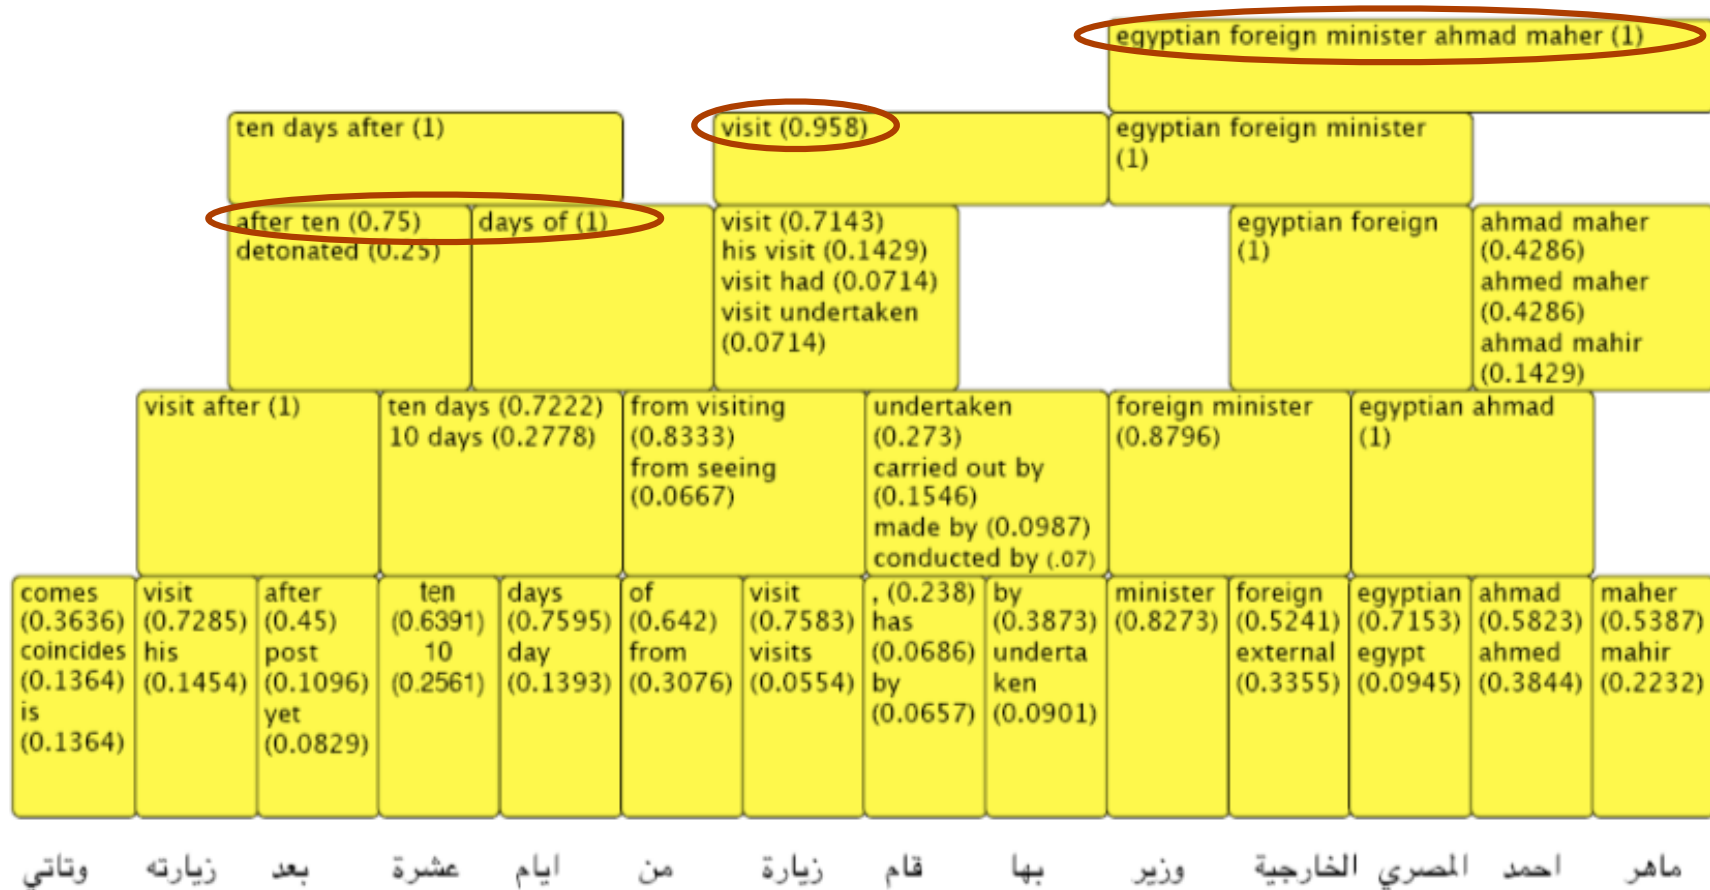 egyptian foreign minister ahmad maher (1)
ten days after (1)
visit (0.958)
egyptian foreign minister
(1)
after ten (0.75)
detonated (0.25)
days of (1)
visit (0.7143)
his visit (0.1429)
visit had (0.0714)
visit undertaken
(0.0714)
egyptian foreign
(1)
ahmad maher
(0.4286)
ahmed maher
(0.4286)
ahmad mahir
(0.1429)
visit after (1)
ten days (0.7222)
10 days (0.2778)
from visiting
(0.8333)
from seeing
(0.0667)
undertaken
(0.273)
carried out by
(0.1546)
made by (0.0987)
conducted by (.07)
foreign minister
(0.8796)
egyptian ahmad
(1)
comes
(0.3636)
coincides
(0.1364)
is
(0.1364)
visit
(0.7285)
his
(0.1454)
after
(0.45)
post
(0.1096)
yet
(0.0829)
ten
(0.6391)
10
(0.2561)
days
(0.7595)
day
(0.1393)
of
(0.642)
from
(0.3076)
visit
(0.7583)
visits
(0.0554)
, (0.238)
has
(0.0686)
by
(0.0657)
by
(0.3873)
underta
ken
(0.0901)
minister
(0.8273)
foreign
(0.5241)
external
(0.3355)
egyptian
(0.7153)
egypt
(0.0945)
ahmad
(0.5823)
ahmed
(0.3844)
maher
(0.5387)
mahir
(0.2232)
وتاتي
زيارته
بعد
عشرة
ايام
من
زيارة
قام
بها
وزير
الخارجية
المصري
احمد
ماهر